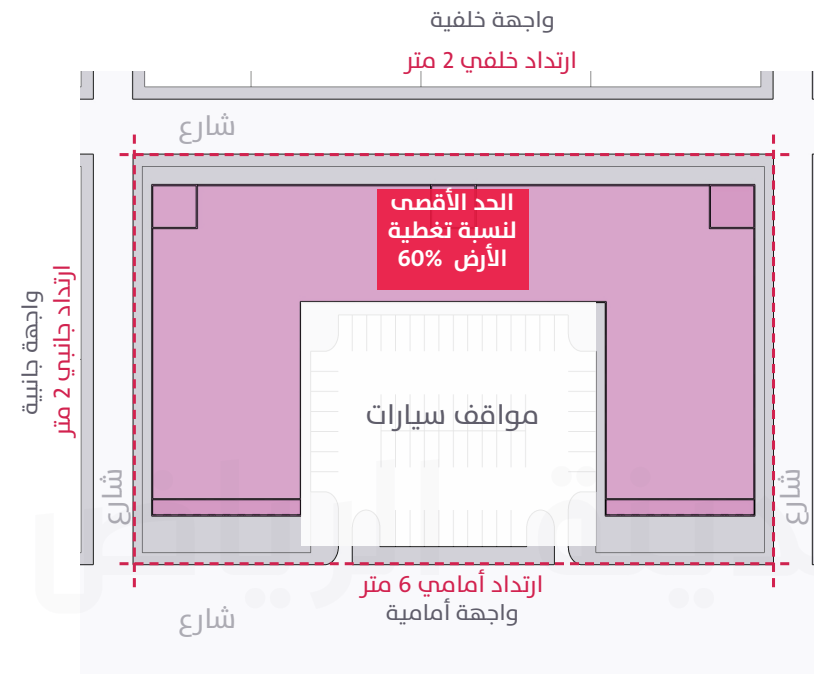 واجهة خلفية
ارتداد خلفي 2 متر
شارع
الحد الأقصى
لنسبة تغطية
الأرض 60%
واجهة جانبية
ارتداد جانبي 2 متر
مواقف سيارات
شارع
شارع
ارتداد أمامي 6 متر
واجهة أمامية
شارع